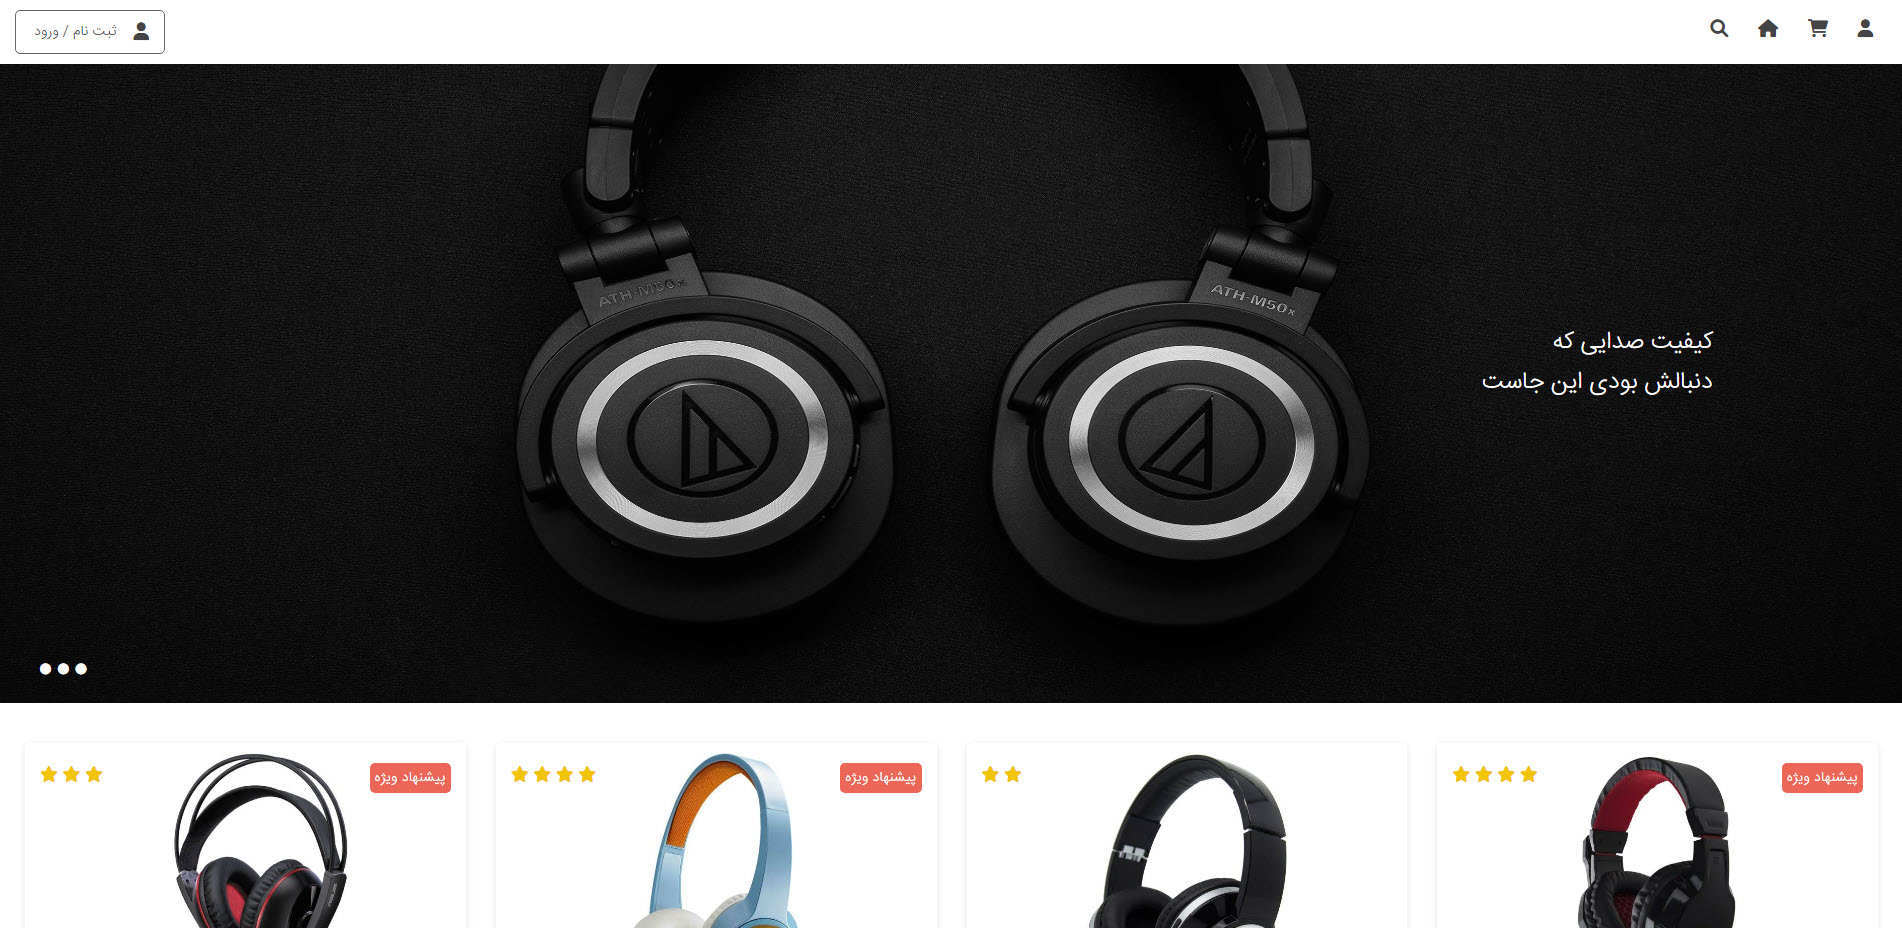 ثبت نام / ورود
ATH-M50x
ATH-M50x
کیفیت صدایی که
دنبالش بودی این جاست
پیشنهاد ویژه
پیشنهاد ویژه
پیشنهاد ویژه